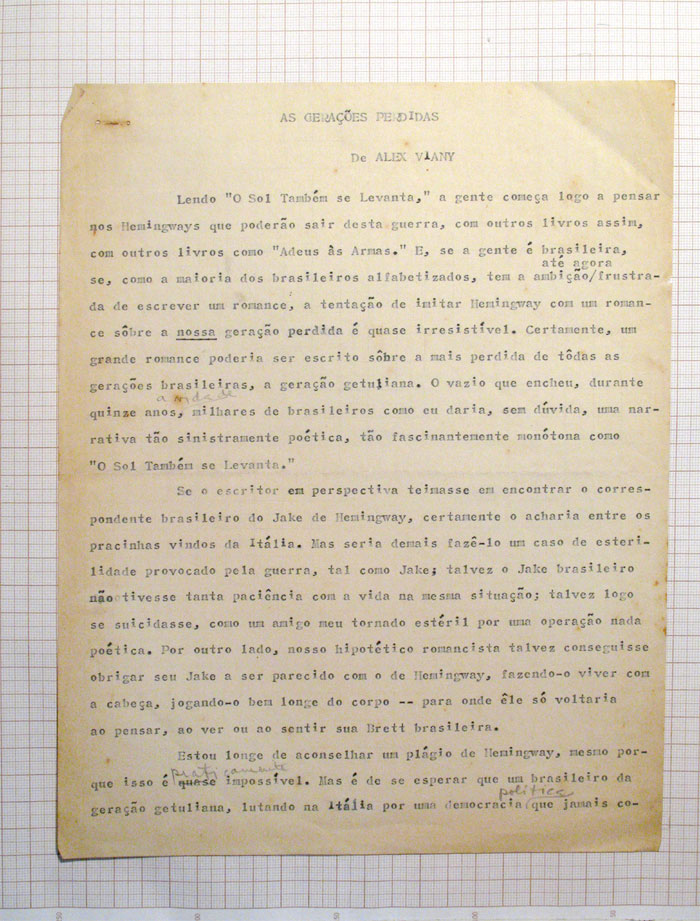 AS GERAÇÕES PERDIDAS
De ALEX VIANY
Lendo "O Sol Também se Levanta," a gente começa logo a pensar
nos Hemingways que poderão sair desta guerra, com outros livros assim,
com outros livros como "Adeus às Armas." E, se a gente é brasileira,
até agora
se, como a maioria dos brasileiros alfabetizados, tem a ambição/frustra-
da de escrever um romance, a tentação de imitar Hemingway com um roman-
ce sôbre a nossa geração perdida é quase irresistível. Certamente, um
grande romance poderia ser escrito sôbre a mais perdida de tôdas as
gerações brasileiras, a geração getuliana. O vazio que encheu, durante
a vida de
quinze anos, milhares de brasileiros como eu daria, sem dúvida, uma nar-
rativa tão sinistramente poética, tão fascinantemente monótona como
"O Sol Também se Levanta."
Se o escritor em perspectiva teimasse em encontrar o corres-
pondente brasileiro do Jake de Hemingway, certamente o acharia entre os
pracinhas vindos da Itália. Mas seria demais fazê-lo um caso de esteri-
lidade provocado pela guerra, tal como Jake; talvez o Jake brasileiro
não tivesse tanta paciência com a vida na mesma situação; talvez logo
se suicidasse, como um amigo meu tornado estéril por uma operação nada
poética. Por outro lado, nosso hipotético romancista talvez conseguisse
obrigar seu Jake a ser parecido com o de Hemingway, fazendo-o viver com
a cabeça, jogando-o bem longe do corpo -- para onde êle só voltaria
ao pensar, ao ver ou ao sentir sua Brett brasileira.
Estou longe de aconselhar um plágio de Hemingway, mesmo por-
praticamente
que isso é quase impossível. Mas é de se esperar que um brasileiro da
política
geração getuliana, lutando na Itália por uma democracia (que jamais co-